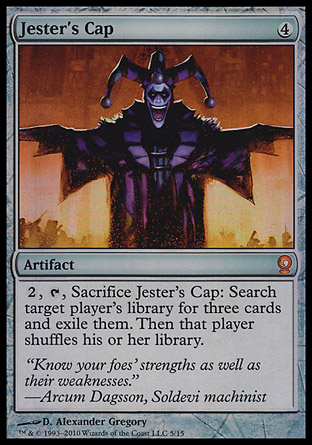 Jester's Cap 4
Artifact
2, , Sacrifice Jester's Cap: Search
target player's library for three cards
and exile them. Then that player
shuffles his or her library.
"Know your foes' strengths as well as
their weaknesses."
—Arcum Dagsson, Soldevi machinist
D. Alexander Gregory
™ & © 1993–2010 Wizards of the Coast LLC 5/15